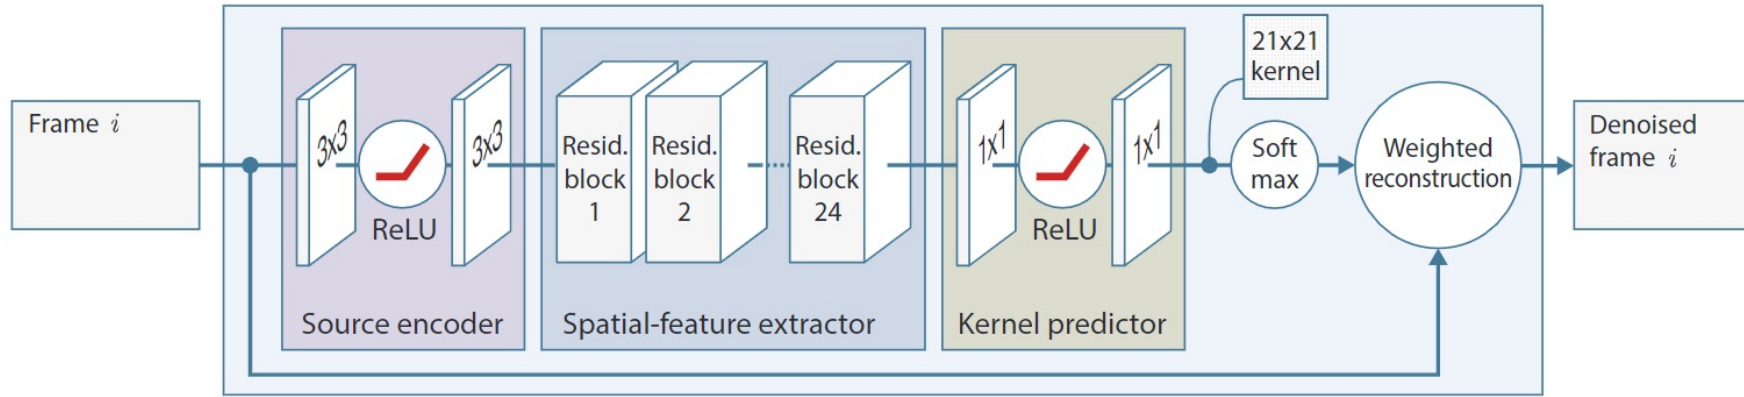 Frame i
3x3
ReLU
3x3
Source encoder
Resid.
block
1
Resid.
block
2
Resid.
block
24
Spatial-feature extractor
1x1
ReLU
1x1
Kernel predictor
21x21
kernel
Soft
max
Weighted
reconstruction
Denoised
frame i